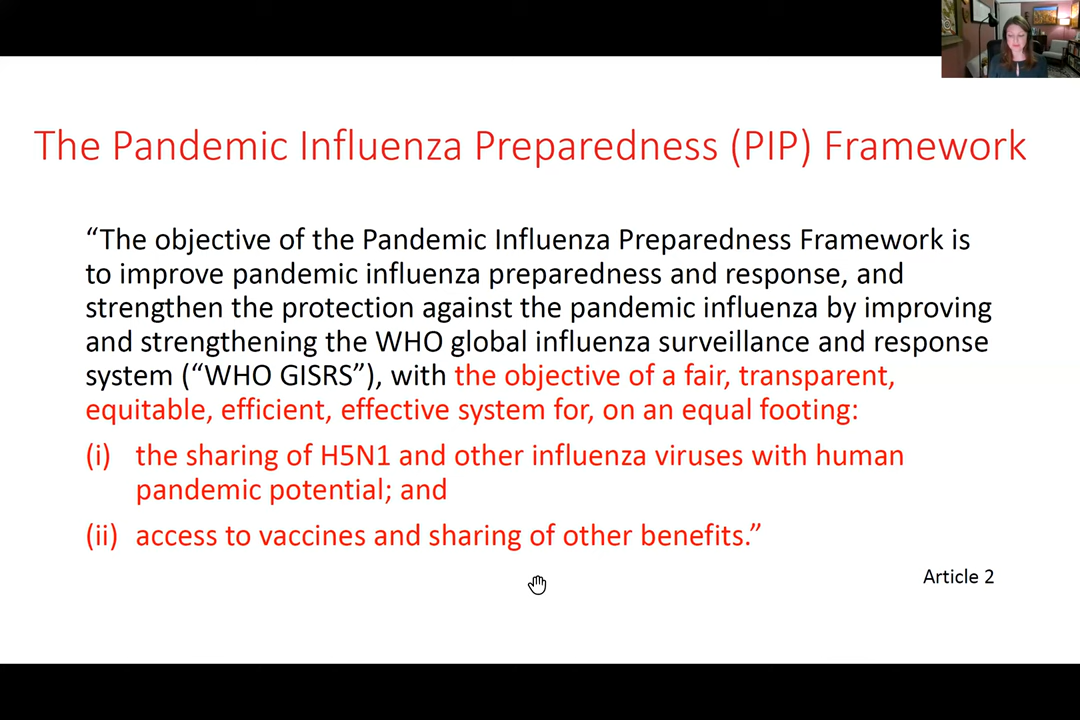 The Pandemic Influenza Preparedness (PIP) Framework
“The objective of the Pandemic Influenza Preparedness Framework is
to improve pandemic influenza preparedness and response, and
strengthen the protection against the pandemic influenza by improving
and strengthening the WHO global influenza surveillance and response
system (“WHO GISRS”), with the objective of a fair, transparent,
equitable, efficient, effective system for, on an equal footing:
(i) the sharing of H5N1 and other influenza viruses with human
pandemic potential; and
(ii) access to vaccines and sharing of other benefits.”
Article 2